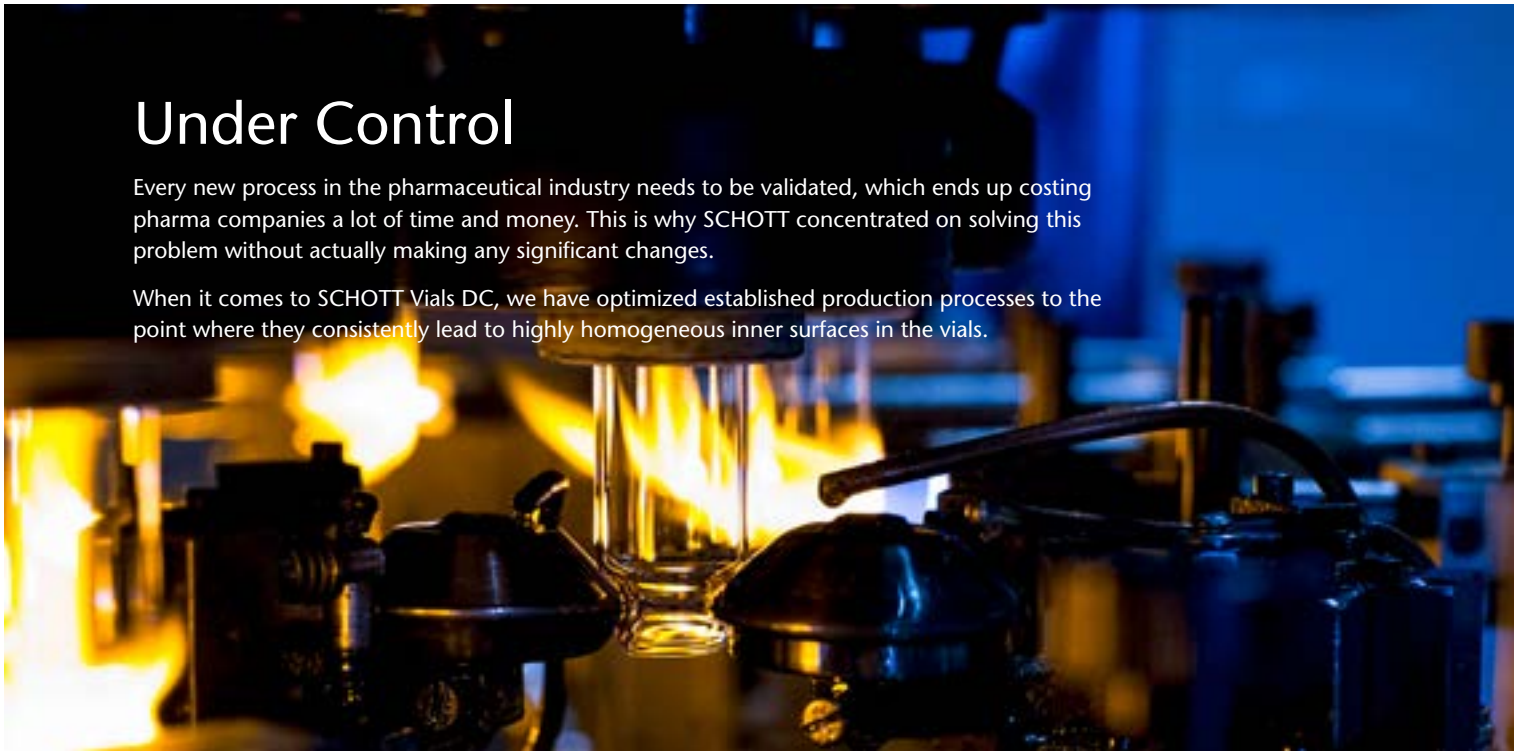 Under Control
Every new process in the pharmaceutical industry needs to be validated, which ends up costing
pharma companies a lot of time and money. This is why SCHOTT concentrated on solving this
problem without actually making any significant changes.
When it comes to SCHOTT Vials DC, we have optimized established production processes to the
point where they consistently lead to highly homogeneous inner surfaces in the vials.